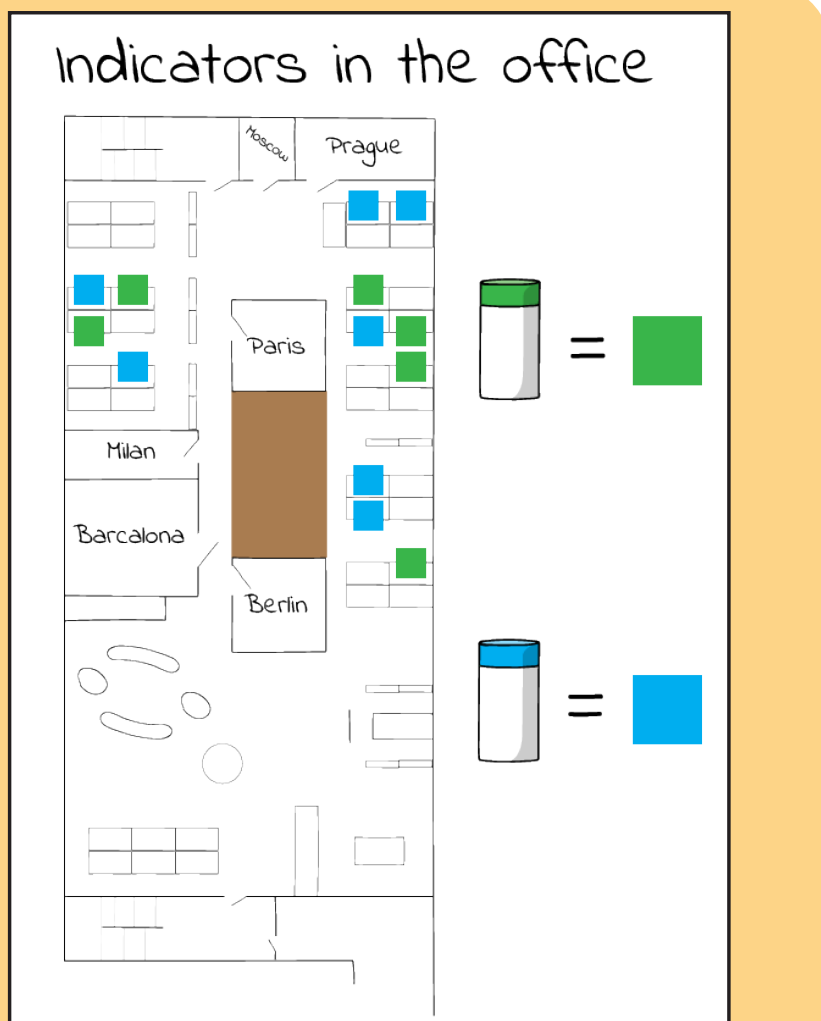 Indicators in the office
Moscow
Prague
Paris
=
Milan
Barcalona
Berlin
=